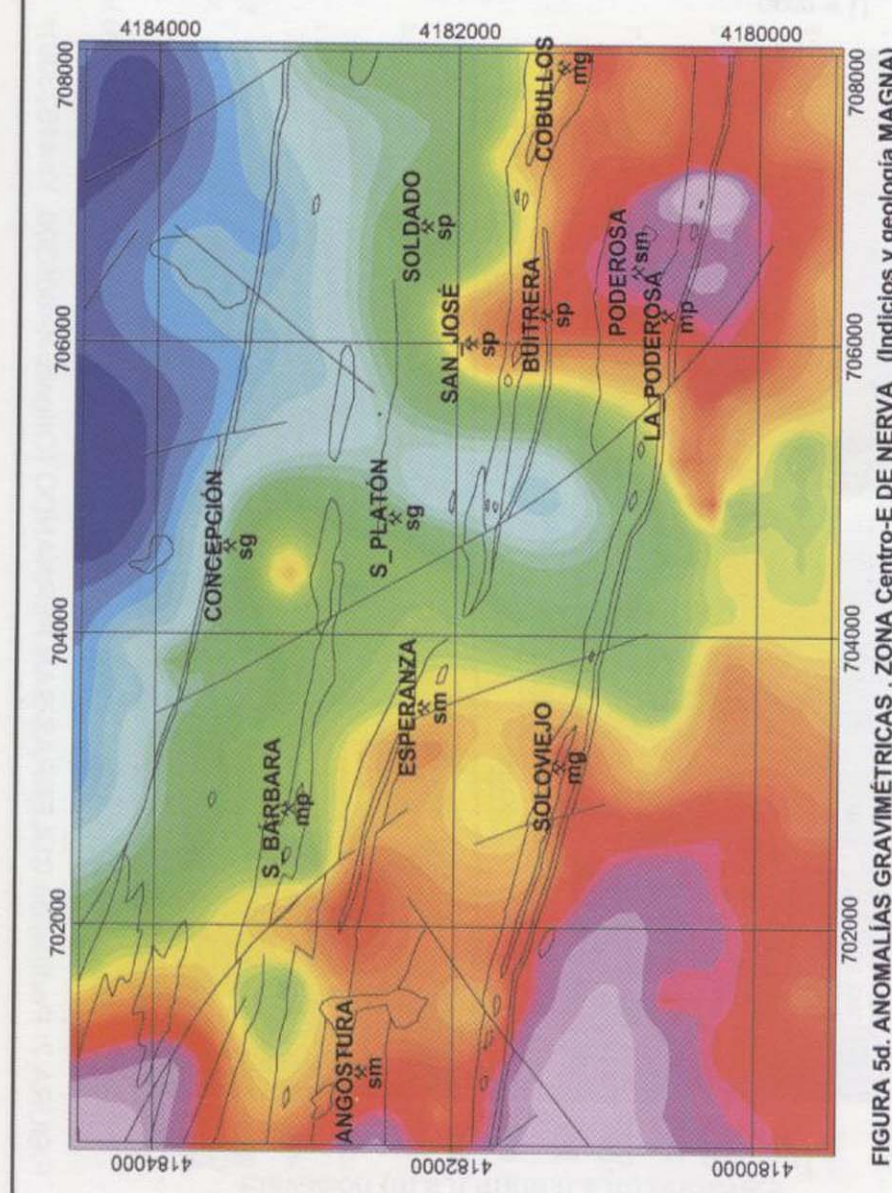 708000
706000
704000
702000
4184000
4182000
4180000
CONCEPCIÓN
sg
S_BÁRBARA
mp
ANGOSTURA
sm
S_PLATÓN
sg
SOLDADO
sp
ESPERANZA
sm
SAN_JOSÉ
sp
BUITRERA
sp
COBULLOS
mg
SOLOVIEJO
mg
PODEROSA
sm
LA_PODEROSA
mp
4184000
4182000
4180000
702000
704000
706000
708000
FIGURA 5d. ANOMALÍAS GRAVIMÉTRICAS . ZONA Centro-E DE NERVA (Indicios y geología MAGNA)